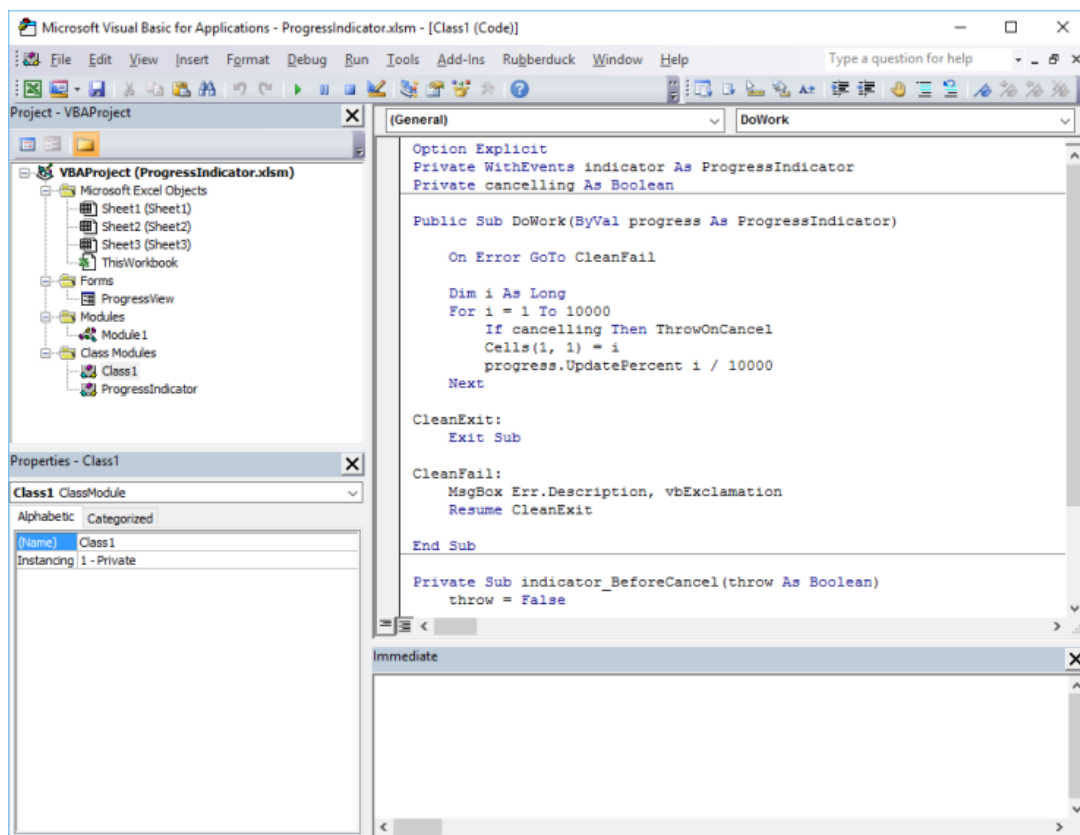 Microsoft Visual Basic for Applications - ProgressIndicator.xlsm - [Class1 (Code)]
File Edit View Insert Format Debug Run Tools Add-Ins Rubberduck Window Help
Type a question for help
Project - VBAProject
VBAProject (ProgressIndicator.xlsm)
Microsoft Excel Objects
Sheet1 (Sheet1)
Sheet2 (Sheet2)
Sheet3 (Sheet3)
ThisWorkbook
Forms
ProgressView
Modules
Module1
Class Modules
Class1
ProgressIndicator
Properties - Class1
Class1 ClassModule
Alphabetic Categorized
(Name) Class1
Instancing 1 - Private
(General) DoWork
Option Explicit
Private WithEvents indicator As ProgressIndicator
Private cancelling As Boolean
Public Sub DoWork(ByVal progress As ProgressIndicator)
On Error GoTo CleanFail
Dim i As Long
For i = 1 To 10000
If cancelling Then ThrowOnCancel
Cells(1, 1) = i
progress.UpdatePercent i / 10000
Next
CleanExit:
Exit Sub
CleanFail:
MsgBox Err.Description, vbExclamation
Resume CleanExit
End Sub
Private Sub indicator_BeforeCancel(throw As Boolean)
throw = False
Immediate